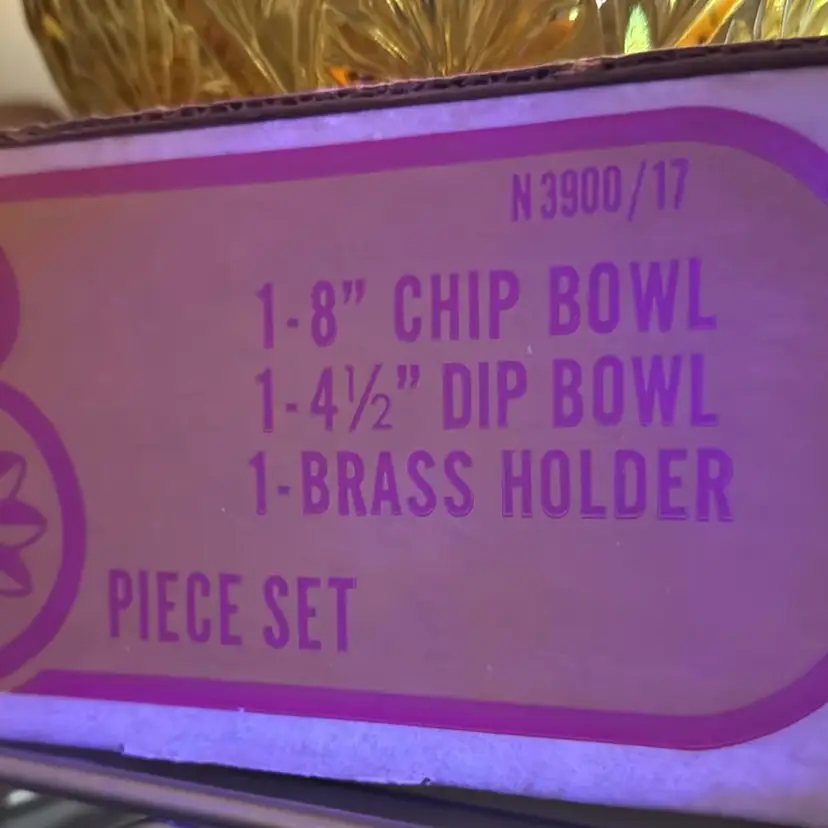 N3900/17
1-8” CHIP BOWL
1-4½” DIP BOWL
1-BRASS HOLDER
PIECE SET